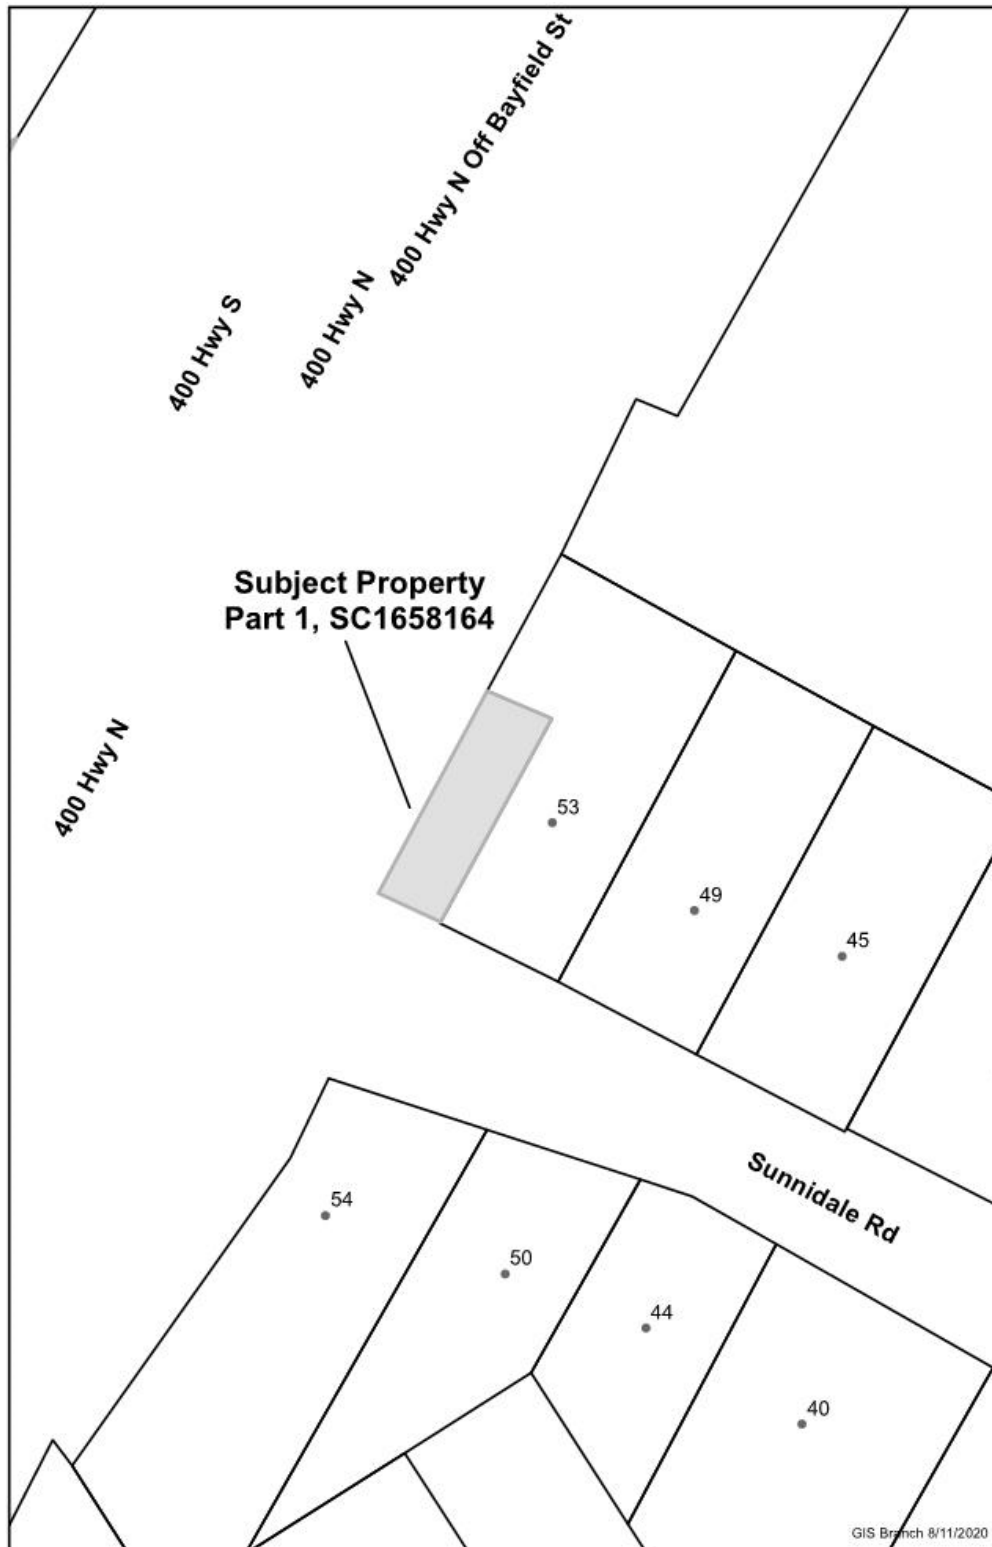 400 Hwy N Off Bayfield St
400 Hwy S
400 Hwy N
Subject Property
Part 1, SC1658164
400 Hwy N
53
49
45
Sunnidale Rd
54
50
44
40
GIS Branch 8/11/2020